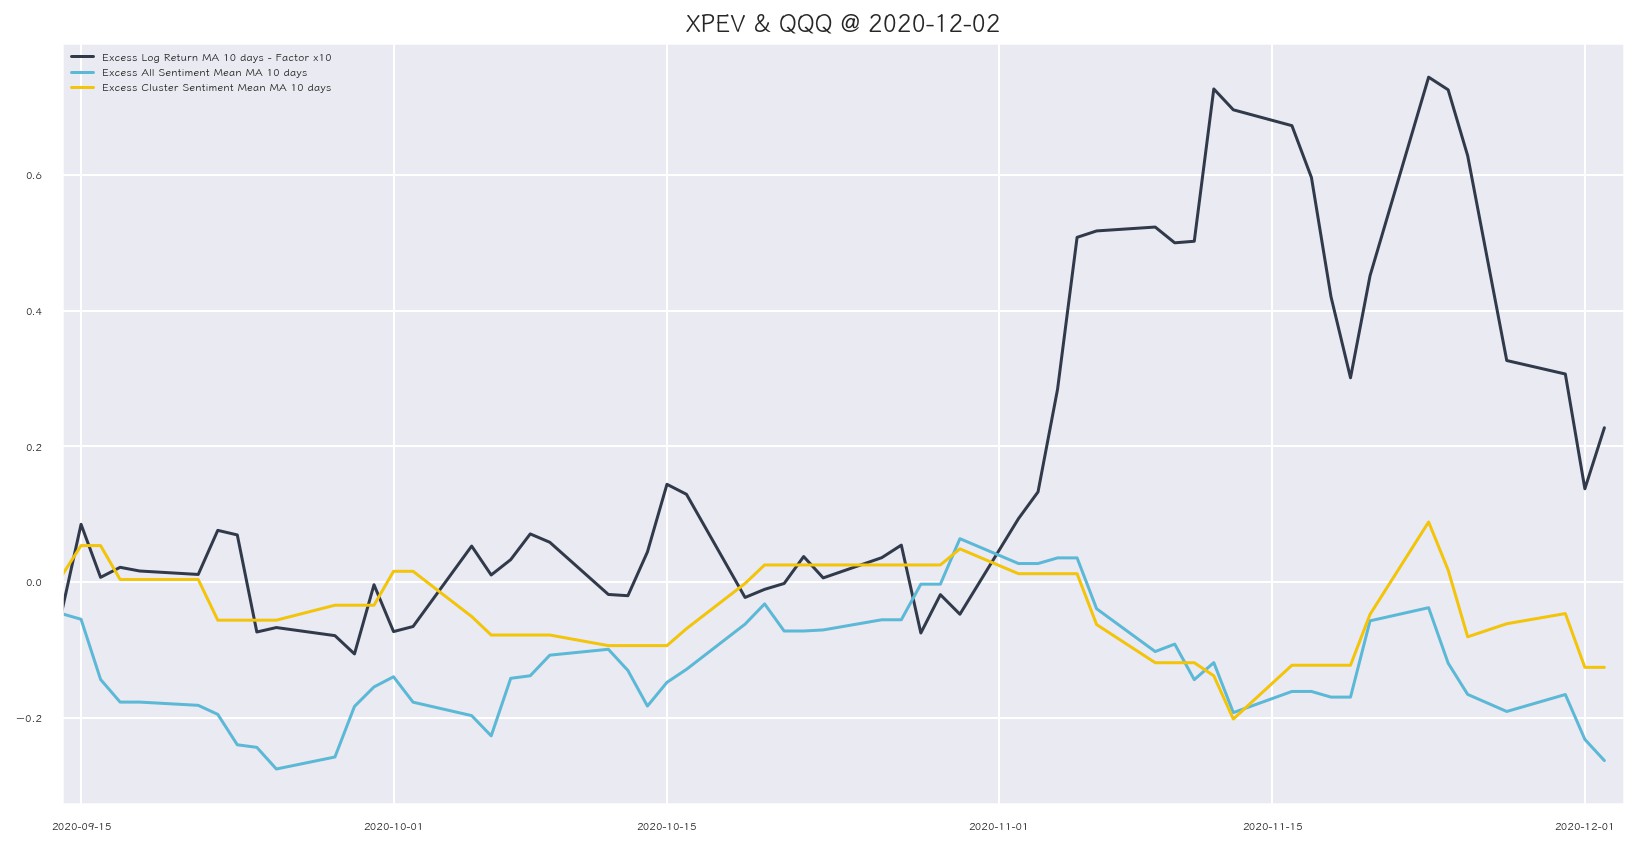 XPEV & QQQ @ 2020-12-02
Excess Log Return MA 10 days - Factor x10
Excess All Sentiment Mean MA 10 days
Excess Cluster Sentiment Mean MA 10 days
0.6
0.4
0.2
0.0
−0.2
2020-09-15 2020-10-01 2020-10-15 2020-11-01 2020-11-15 2020-12-01